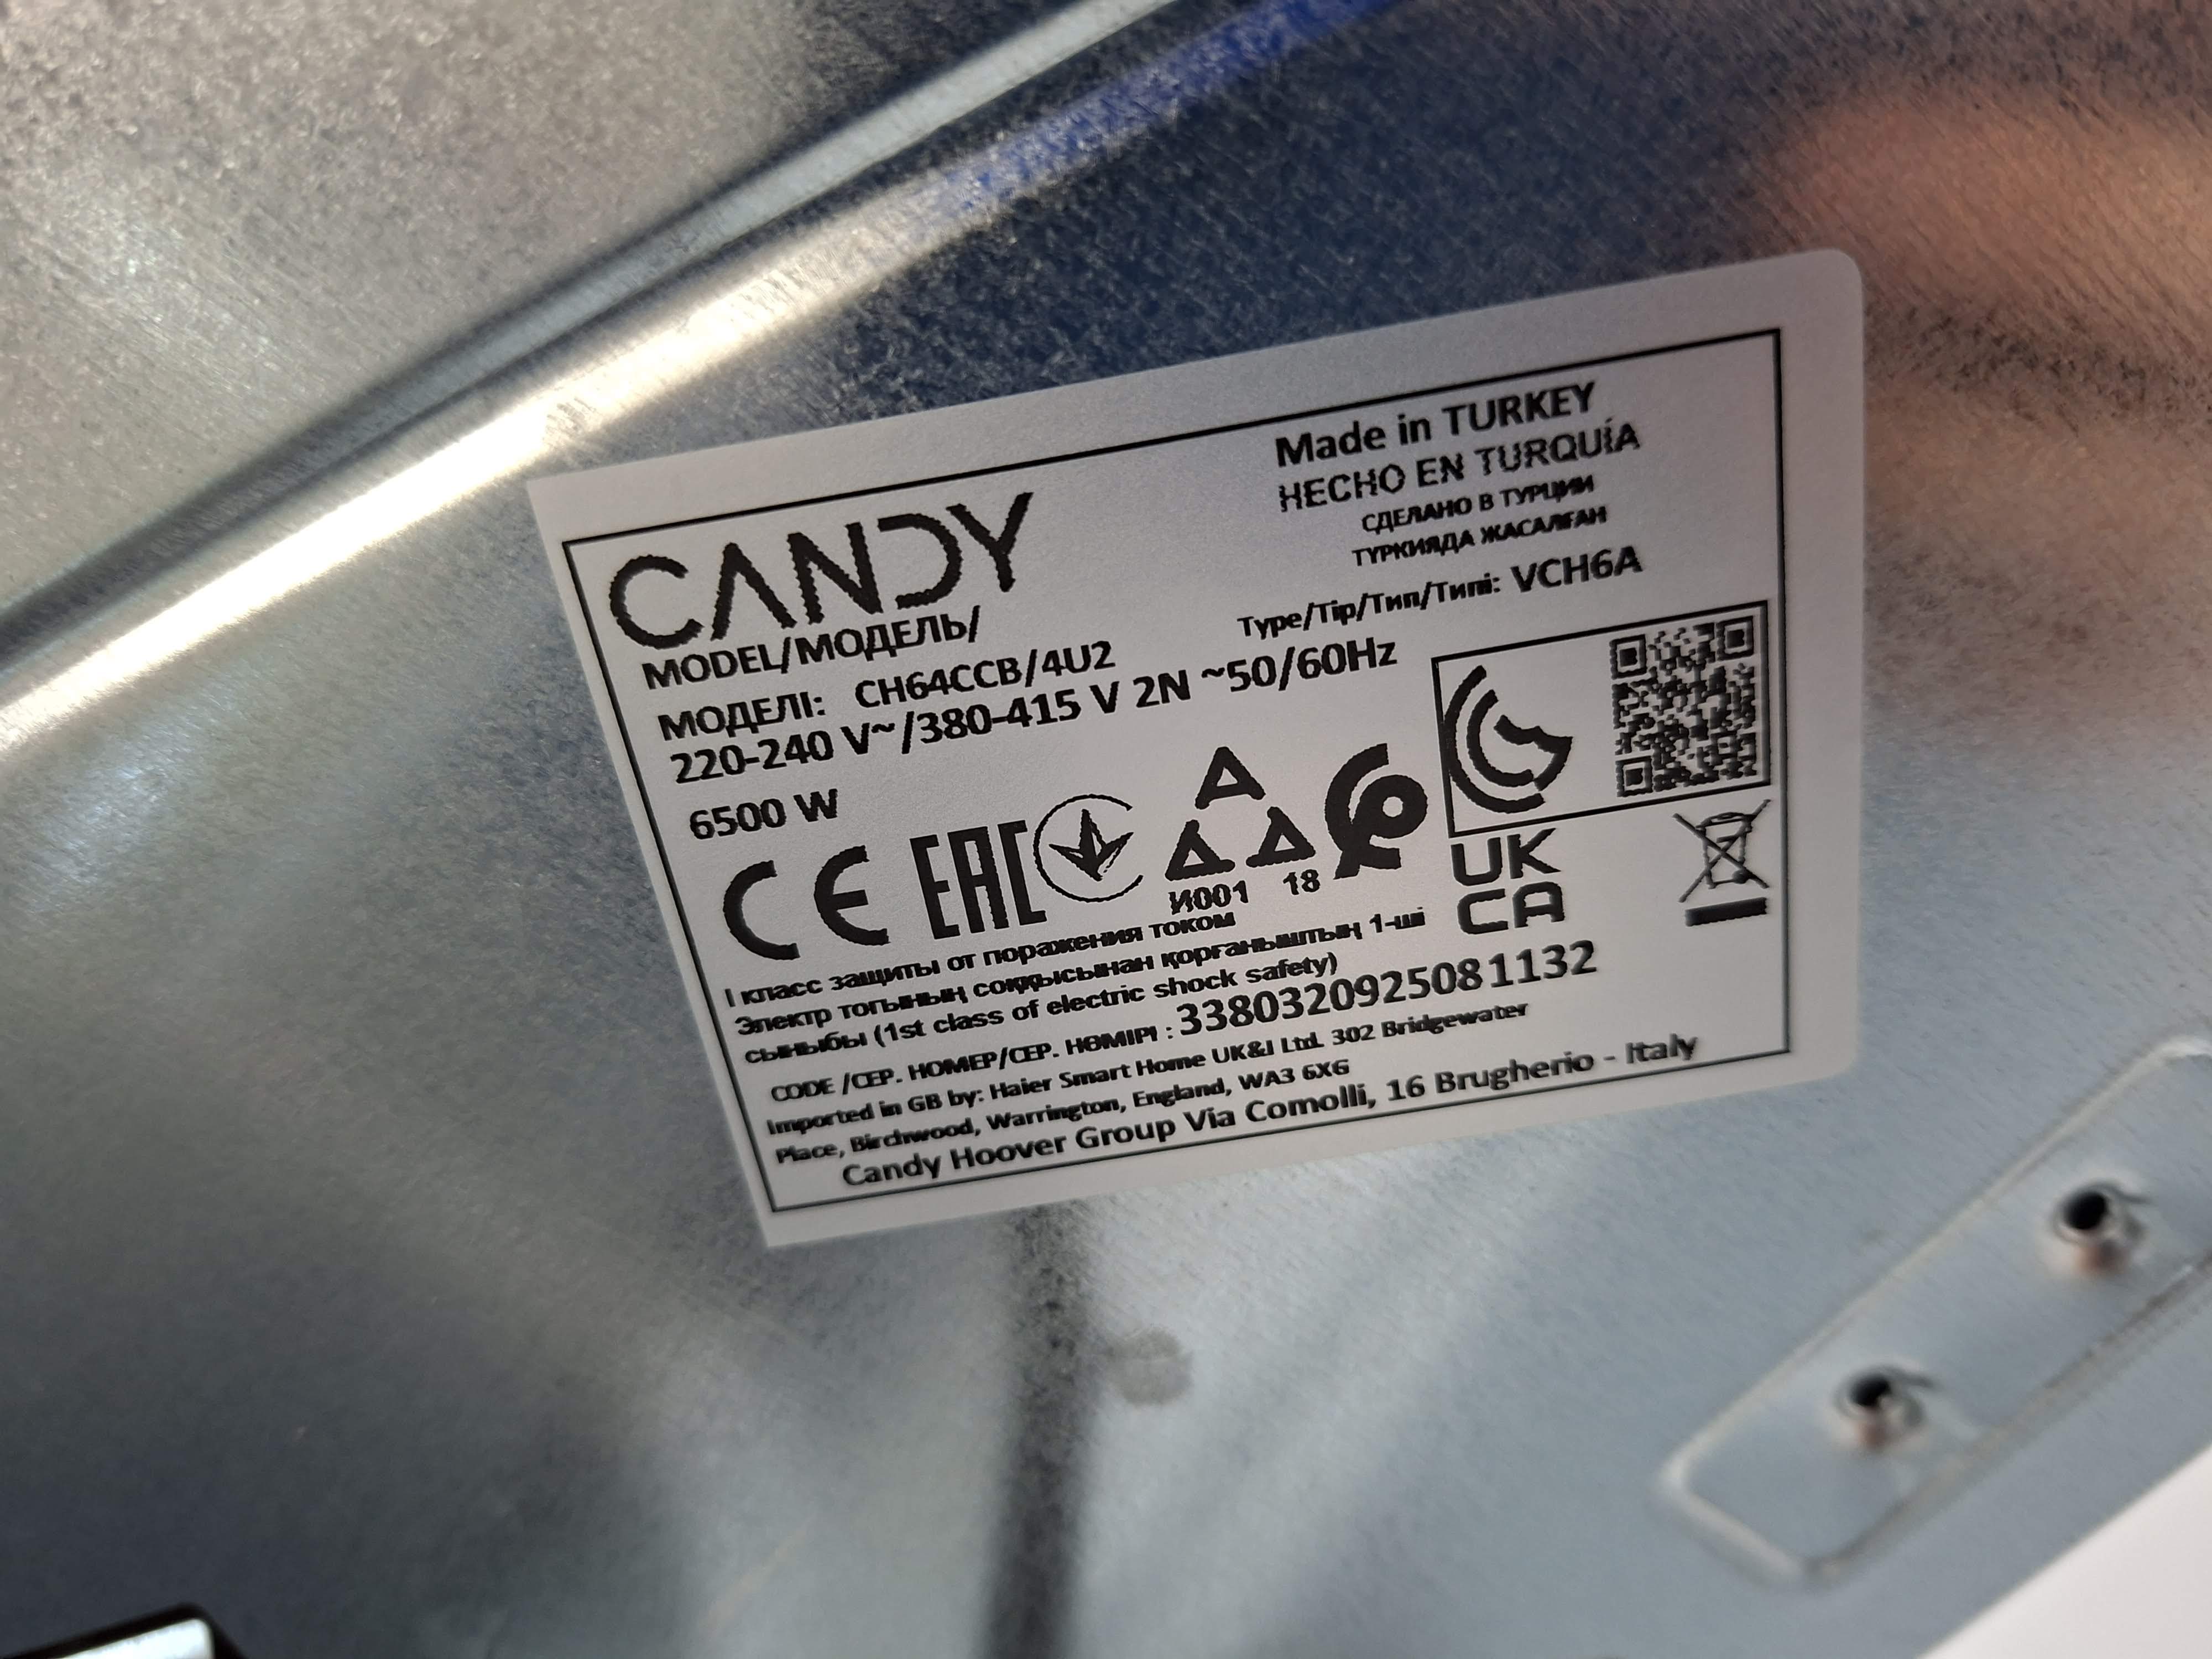 Made in TURKEY
HECHO EN TURQUÍA
СДЕЛАНО В ТУРЦИИ
ТҮРКИЯДА ЖАСАЛҒАН
CANDY
MODEL/МОДЕЛЬ/
МОДЕЛІ: CH64CCB/4U2
Type/Tip/Тип/Типі: VCH6A
220-240 V~/380-415 V 2N ~50/60Hz
6500 W
CE EAC
И001 18
UK
CA
I класс защиты от поражения током
Электр тогының соққысынан қорғаныштың 1-ші
сыныбы (1st class of electric shock safety)
CODE /СЕР. НОМЕР/СЕР. НӨМІРІ : 3380320925081132
Imported in GB by: Haier Smart Home UK&I Ltd. 302 Bridgewater
Place, Birchwood, Warrington, England, WA3 6XG
Candy Hoover Group Via Comolli, 16 Brugherio - Italy